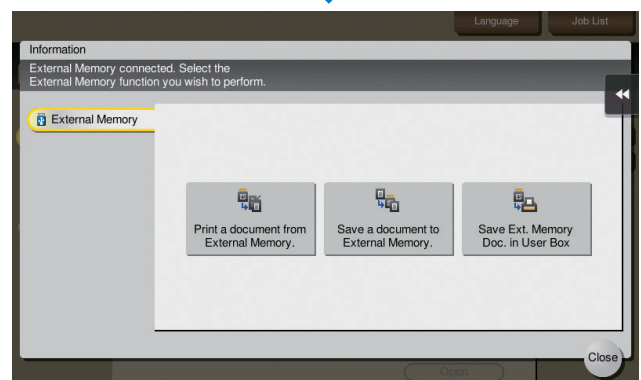 Language
Job List
Information
External Memory connected. Select the
External Memory function you wish to perform.
External Memory
Print a document from
External Memory.
Save a document to
External Memory.
Save Ext. Memory
Doc. in User Box
Close
Open